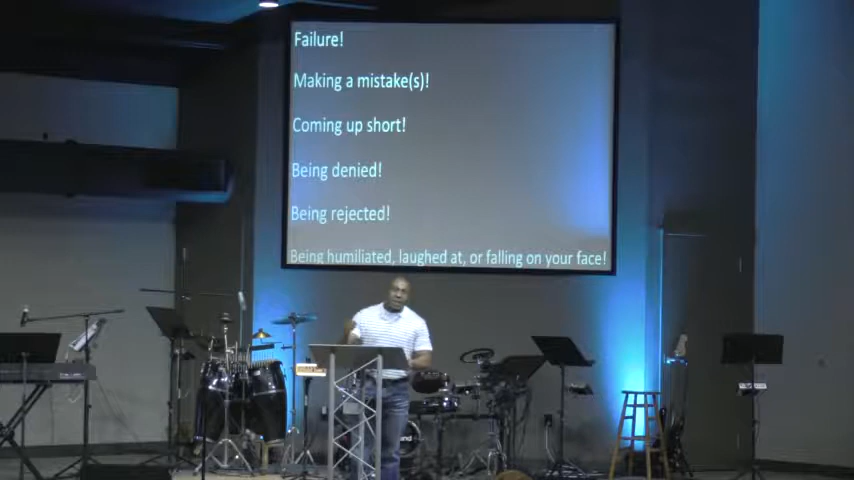 Failure!
Making a mistake(s)!
Coming up short!
Being denied!
Being rejected!
Being humiliated, laughed at, or falling on your face!